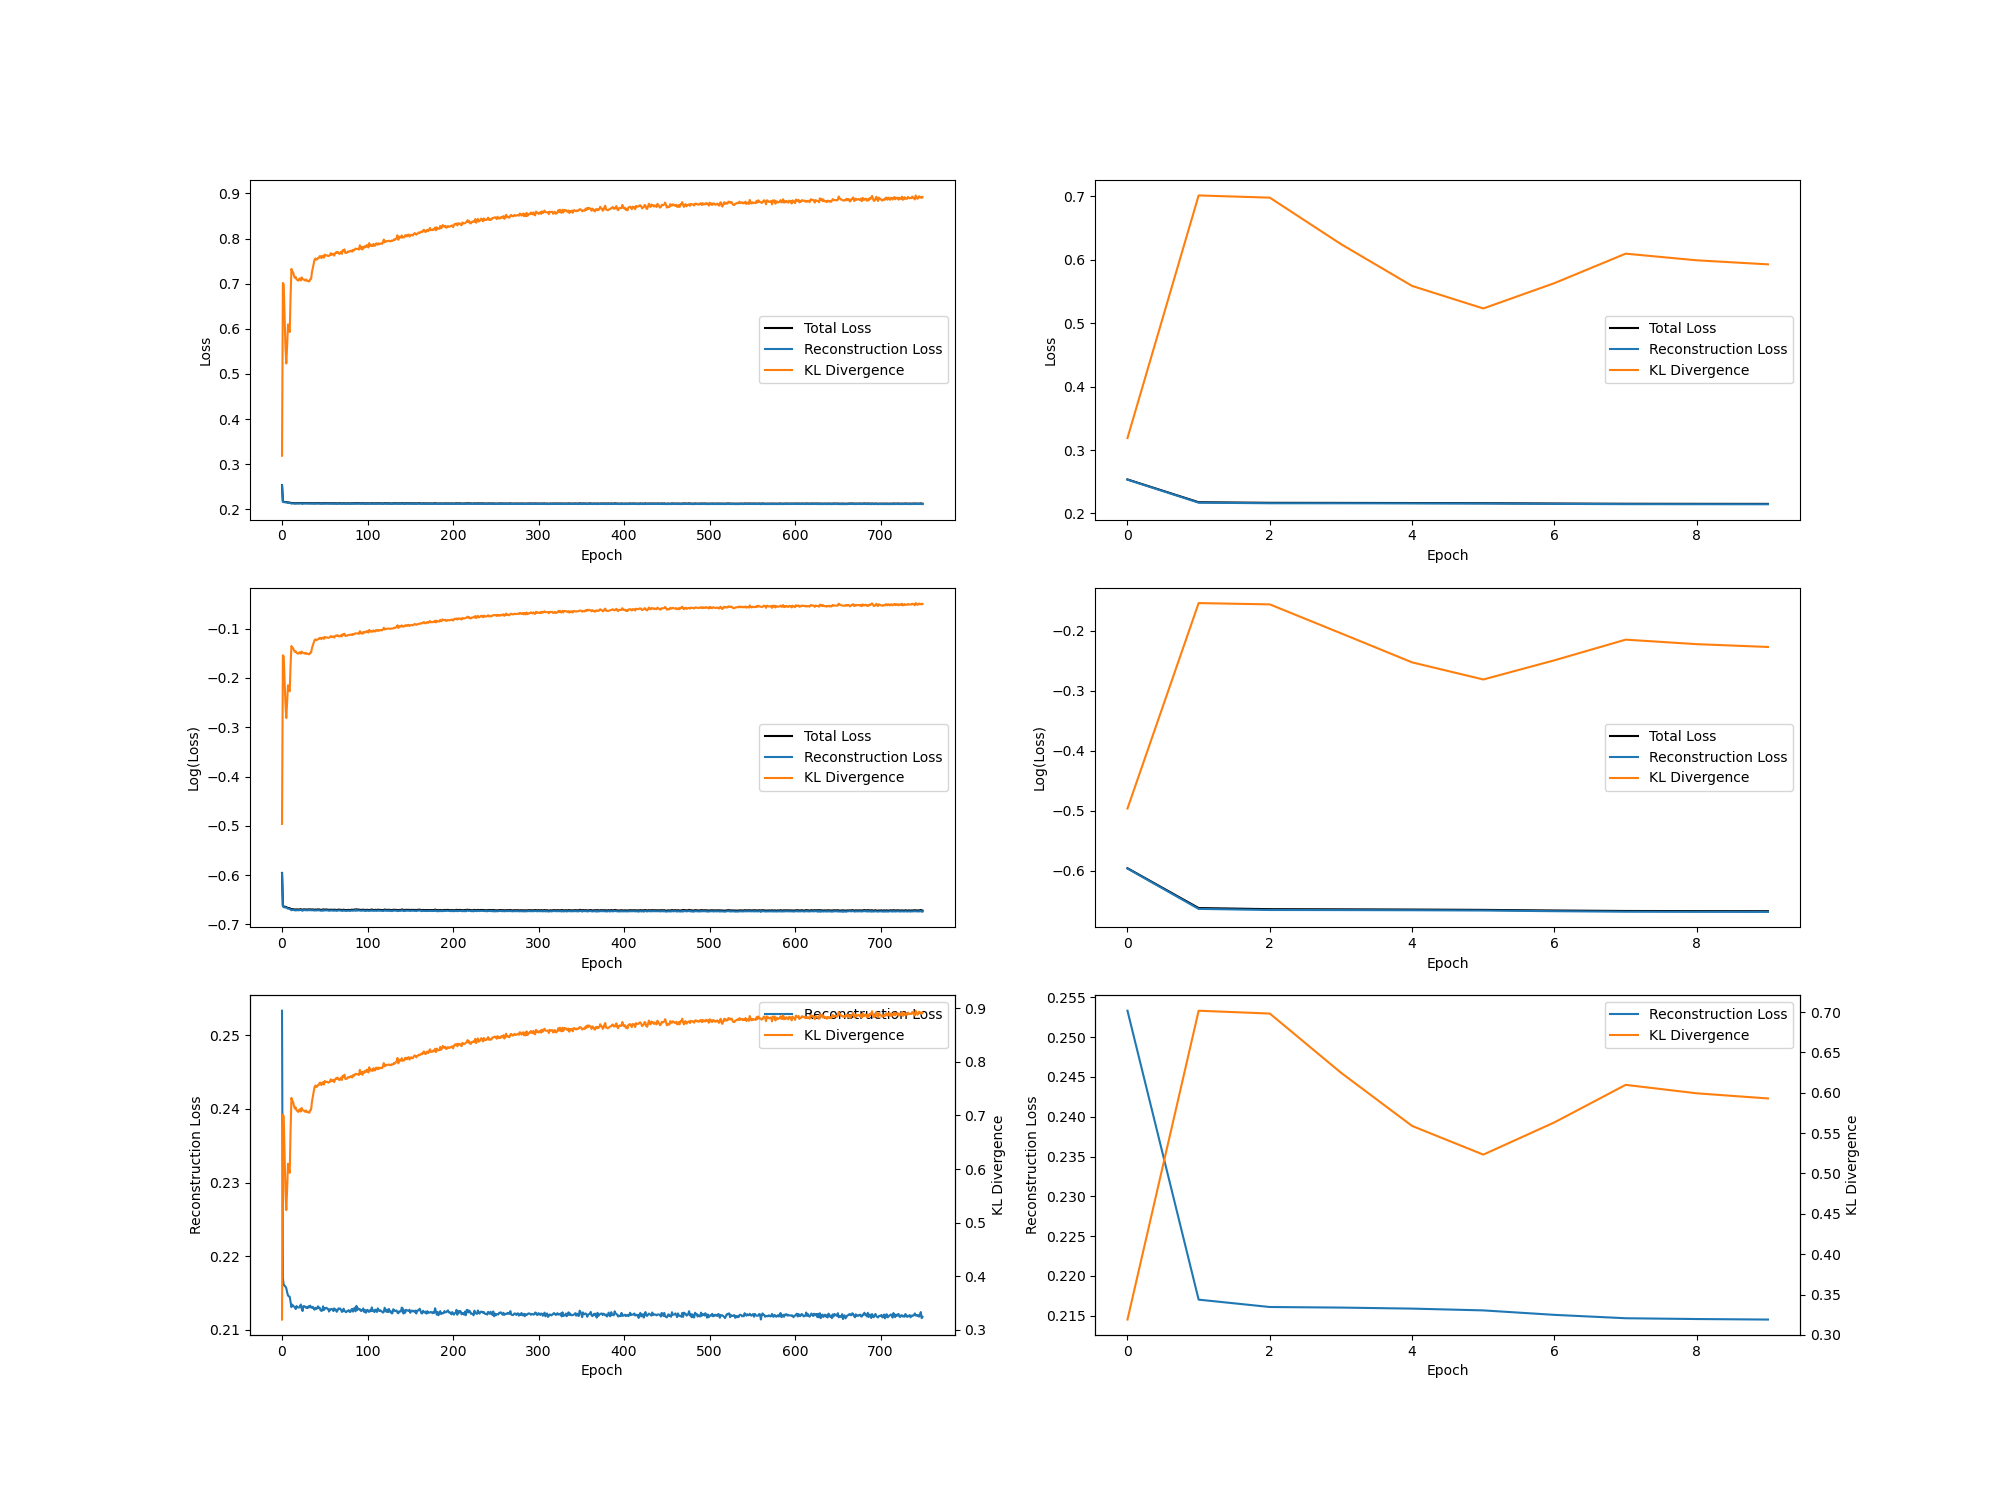 0.9
0.8
0.7
0.6
0.5
0.4
0.3
0.2
Loss
Total Loss
Reconstruction Loss
KL Divergence
0 100 200 300 400 500 600 700
Epoch
0.7
0.6
0.5
0.4
0.3
0.2
Loss
Total Loss
Reconstruction Loss
KL Divergence
0 2 4 6 8
Epoch
−0.1
−0.2
−0.3
−0.4
−0.5
−0.6
−0.7
Log(Loss)
Total Loss
Reconstruction Loss
KL Divergence
0 100 200 300 400 500 600 700
Epoch
−0.2
−0.3
−0.4
−0.5
−0.6
Log(Loss)
Total Loss
Reconstruction Loss
KL Divergence
0 2 4 6 8
Epoch
0.25
0.24
0.23
0.22
0.21
Reconstruction Loss
Reconstruction Loss
KL Divergence
0.9
0.8
0.7
0.6
0.5
0.4
0.3
KL Divergence
0 100 200 300 400 500 600 700
Epoch
0.255
0.250
0.245
0.240
0.235
0.230
0.225
0.220
0.215
Reconstruction Loss
Reconstruction Loss
KL Divergence
0.70
0.65
0.60
0.55
0.50
0.45
0.40
0.35
0.30
KL Divergence
0 2 4 6 8
Epoch